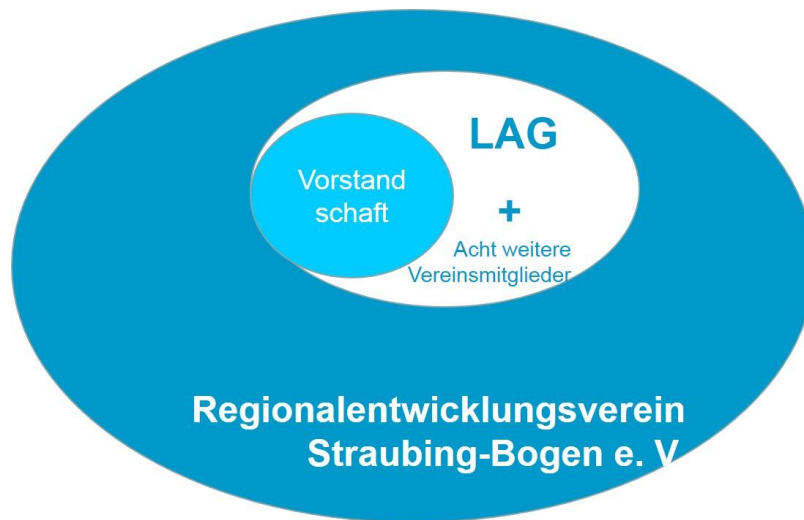 LAG
Vorstand
schaft
+
Acht weitere
Vereinsmitglieder
Regionalentwicklungsverein
Straubing-Bogen e. V.